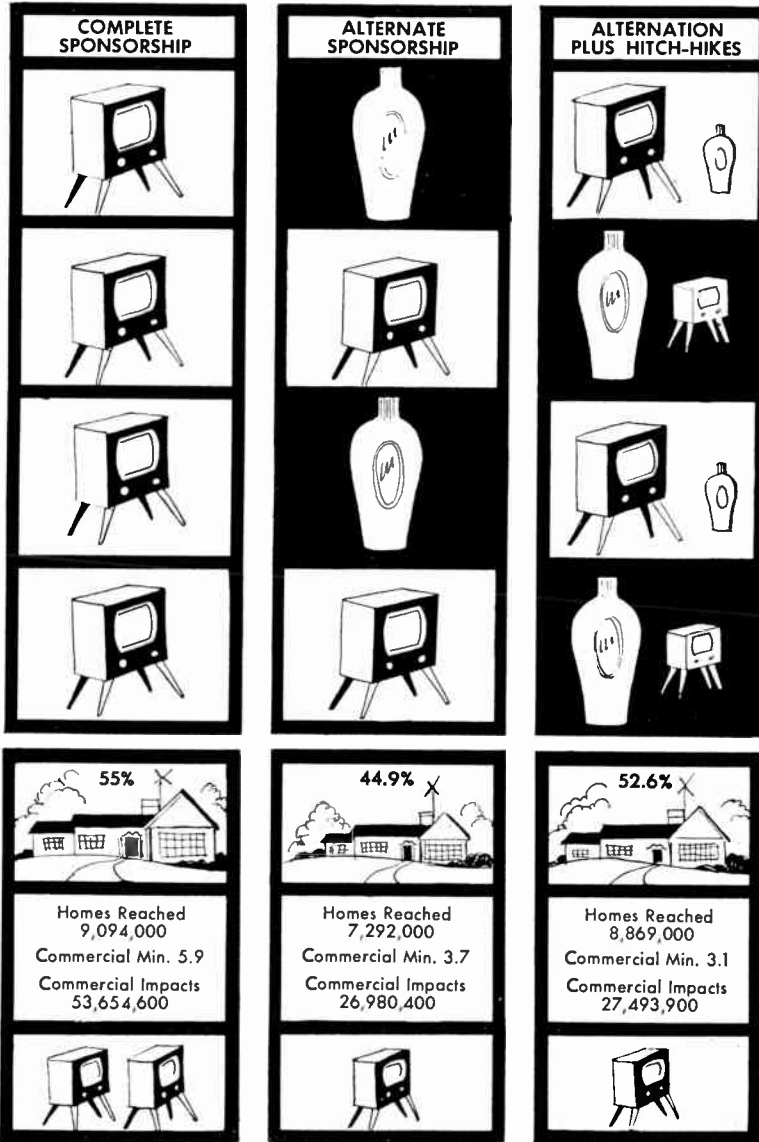 COMPLETE
SPONSORSHIP
ALTERNATE
SPONSORSHIP
ALTERNATION
PLUS HITCH-HIKES
55%
Homes Reached
9,094,000
Commercial Min. 5.9
Commercial Impacts
53,654,600
44.9%
Homes Reached
7,292,000
Commercial Min. 3.7
Commercial Impacts
26,980,400
52.6%
Homes Reached
8,869,000
Commercial Min. 3.1
Commercial Impacts
27,493,900